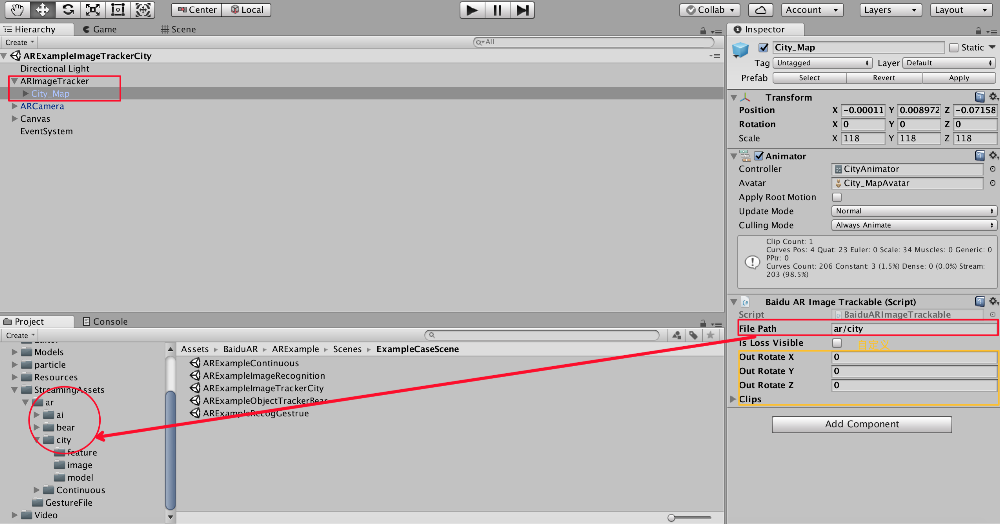 Center Local Collab Account Layers Layout
Hierarchy Game Scene
Create All
ARExampleImageTrackerCity
Directional Light
ARImageTracker
City_Map
ARCamera
Canvas
EventSystem
Project Console
Create
Models
particle
Resources
StreamingAssets
ar
ai
bear
city
feature
image
model
Continuous
GestureFile
Video
Assets BaiduAR ARExample Scenes ExampleCaseScene
ARExampleContinuous
ARExampleImageRecognition
ARExampleImageTrackerCity
ARExampleObjectTrackerBear
ARExampleRecogGestrue
Inspector
City_Map Static
Tag Untagged Layer Default
Prefab Select Revert Apply
Transform
Position X -0.00011 Y 0.008972 Z -0.07158
Rotation X 0 Y 0 Z 0
Scale X 118 Y 118 Z 118
Animator
Controller CityAnimator
Avatar City_MapAvatar
Apply Root Motion
Update Mode Normal
Culling Mode Always Animate
Clip Count: 1
Curves Pos: 4 Quat: 23 Euler: 0 Scale: 34 Muscles: 0 Generic: 0
PPtr: 0
Curves Count: 206 Constant: 3 (1.5%) Dense: 0 (0.0%) Stream:
203 (98.5%)
Baidu AR Image Trackable (Script)
Script BaiduARImageTrackable
File Path ar/city
Is Loss Visible 自定义
Out Rotate X 0
Out Rotate Y 0
Out Rotate Z 0
Clips
Add Component